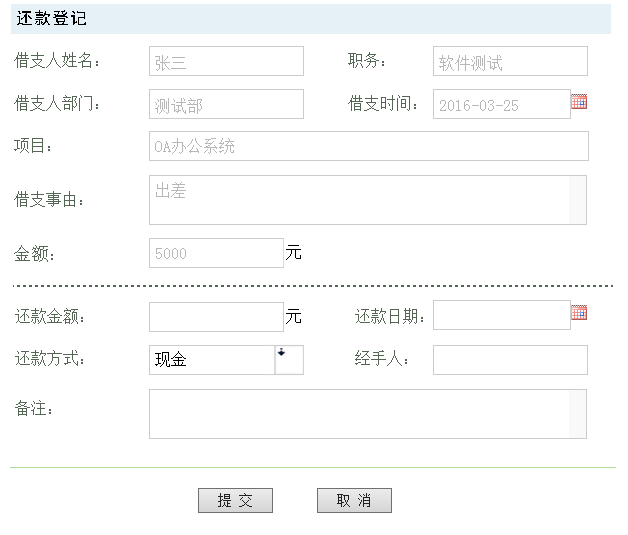 还款登记
借支人姓名： 张三 职务： 软件测试
借支人部门： 测试部 借支时间： 2016-03-25
项目： OA办公系统
借支事由： 出差
金额： 5000 元
还款金额： 元 还款日期：
还款方式： 现金 经手人：
备注：
提 交 取 消